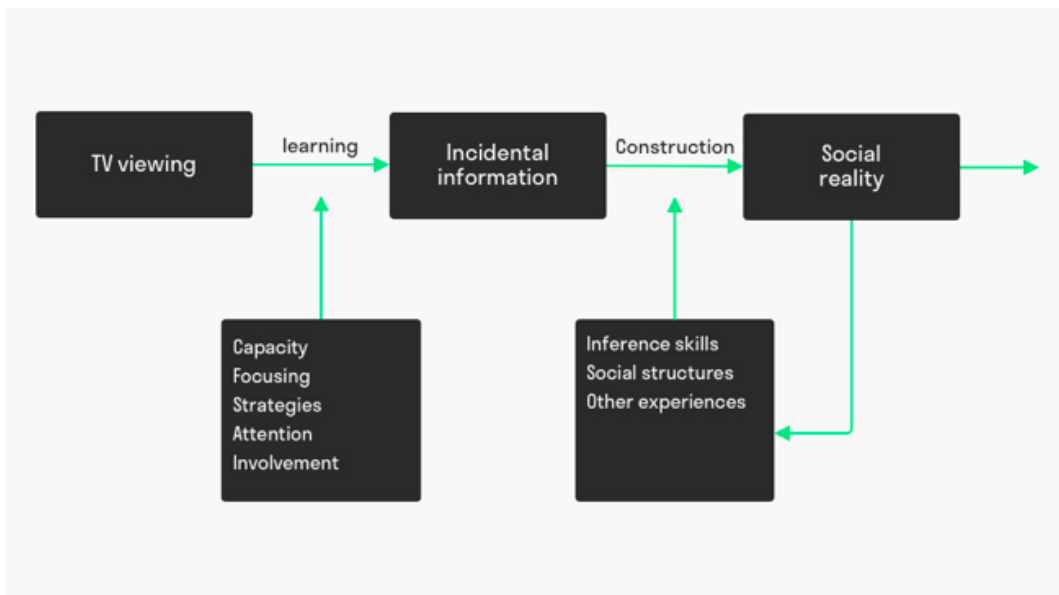 TV viewing
learning
Incidental
information
Construction
Social
reality
Capacity
Focusing
Strategies
Attention
Involvement
Inference skills
Social structures
Other experiences